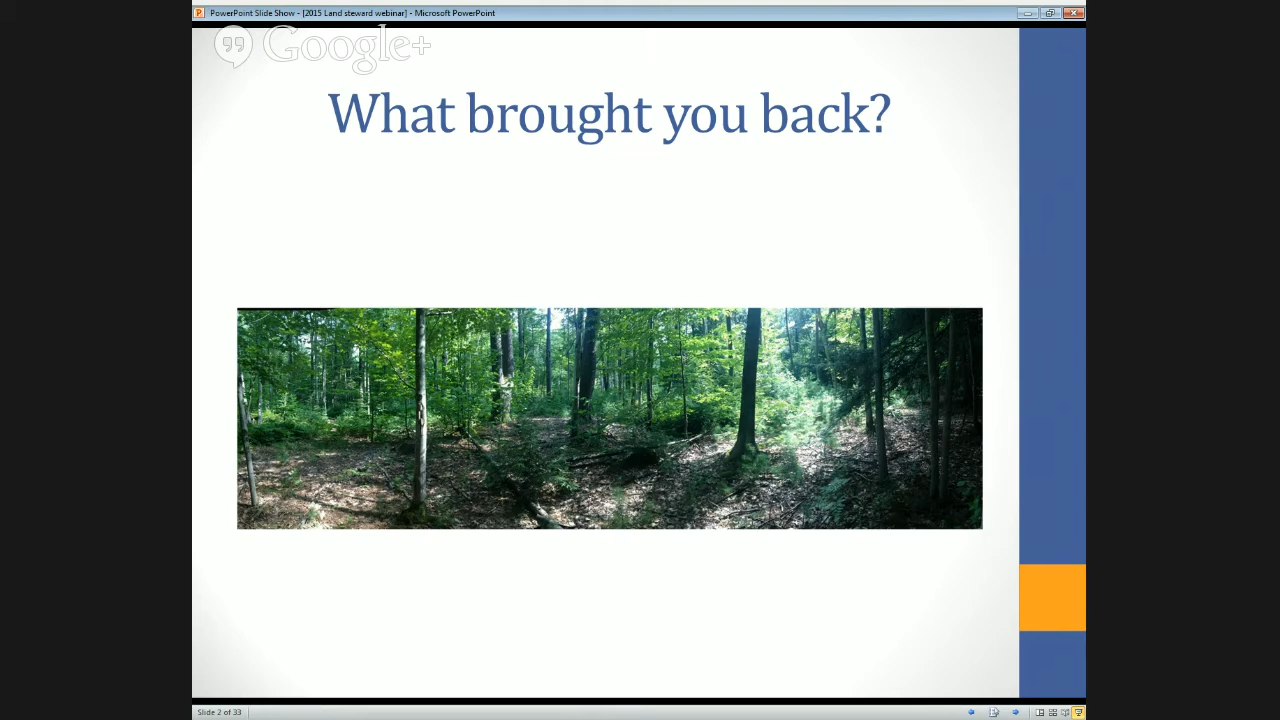 PowerPoint Slide Show - [2015 Land steward webinar] - Microsoft PowerPoint
Google+
What brought you back?
Slide 2 of 33